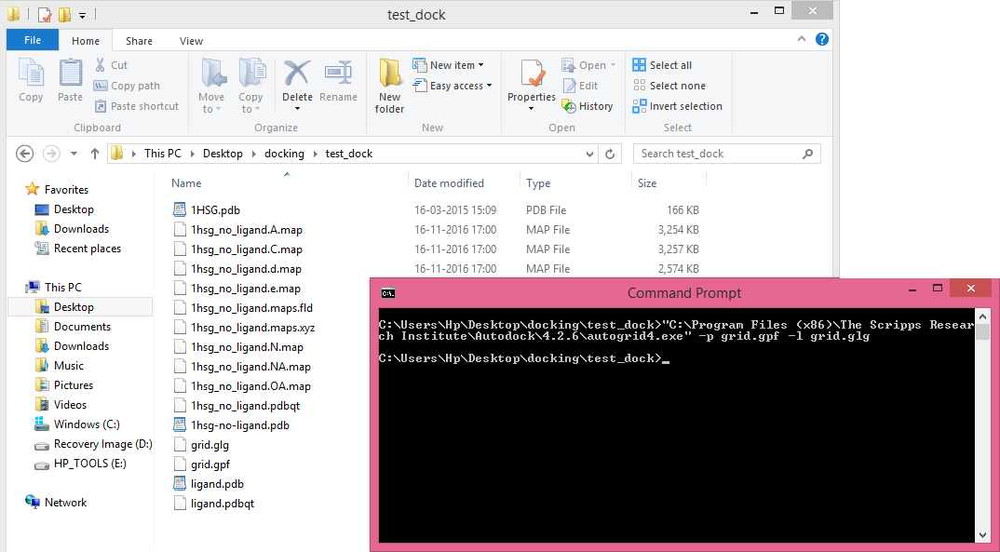 test_dock
File Home Share View
Copy
Paste
Cut
Copy path
Paste shortcut
Clipboard
Move to
Copy to
Delete
Rename
Organize
New folder
New item
Easy access
New
Properties
Open
Edit
History
Open
Select all
Select none
Invert selection
Select
This PC Desktop docking test_dock
Search test_dock
Favorites
Desktop
Downloads
Recent places
This PC
Desktop
Documents
Downloads
Music
Pictures
Videos
Windows (C:)
Recovery Image (D:)
HP_TOOLS (E:)
Network
Name Date modified Type Size
1HSG.pdb 16-03-2015 15:09 PDB File 166 KB
1hsg_no_ligand.A.map 16-11-2016 17:00 MAP File 3,254 KB
1hsg_no_ligand.C.map 16-11-2016 17:00 MAP File 3,257 KB
1hsg_no_ligand.d.map 16-11-2016 17:00 MAP File 2,574 KB
1hsg_no_ligand.e.map
1hsg_no_ligand.maps.fld
1hsg_no_ligand.maps.xyz
1hsg_no_ligand.N.map
1hsg_no_ligand.NA.map
1hsg_no_ligand.OA.map
1hsg_no_ligand.pdbqt
1hsg-no-ligand.pdb
grid.glg
grid.gpf
ligand.pdb
ligand.pdbqt
C:\. Command Prompt
C:\Users\Hp\Desktop\docking\test_dock>"C:\Program Files (x86)\The Scripps Resear
ch Institute\Autodock\4.2.6\autogrid4.exe" -p grid.gpf -l grid.glg
C:\Users\Hp\Desktop\docking\test_dock>_